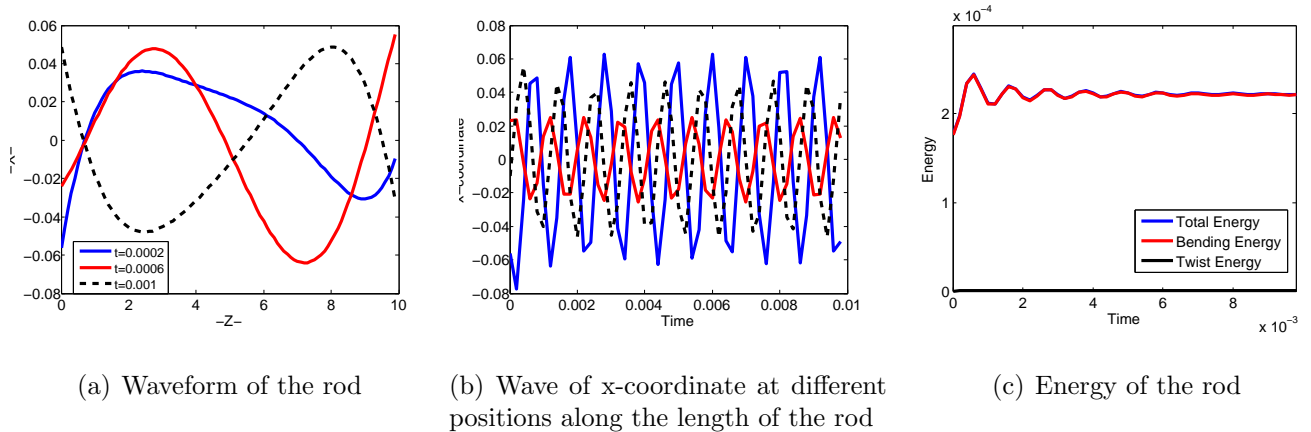 0.06
0.04
0.02
0
−0.02
−0.04
−0.06
−0.08
−X−
0 2 4 6 8 10
−Z−
t=0.0002
t=0.0006
t=0.001
0.08
0.06
0.04
0.02
0
−0.02
−0.04
−0.06
−0.08
x-coordinate
0 0.002 0.004 0.006 0.008 0.01
Time
x 10⁻⁴
2
1
0
Energy
0 2 4 6 8
Time
x 10⁻³
Total Energy
Bending Energy
Twist Energy
(a) Waveform of the rod
(b) Wave of x-coordinate at different
positions along the length of the rod
(c) Energy of the rod